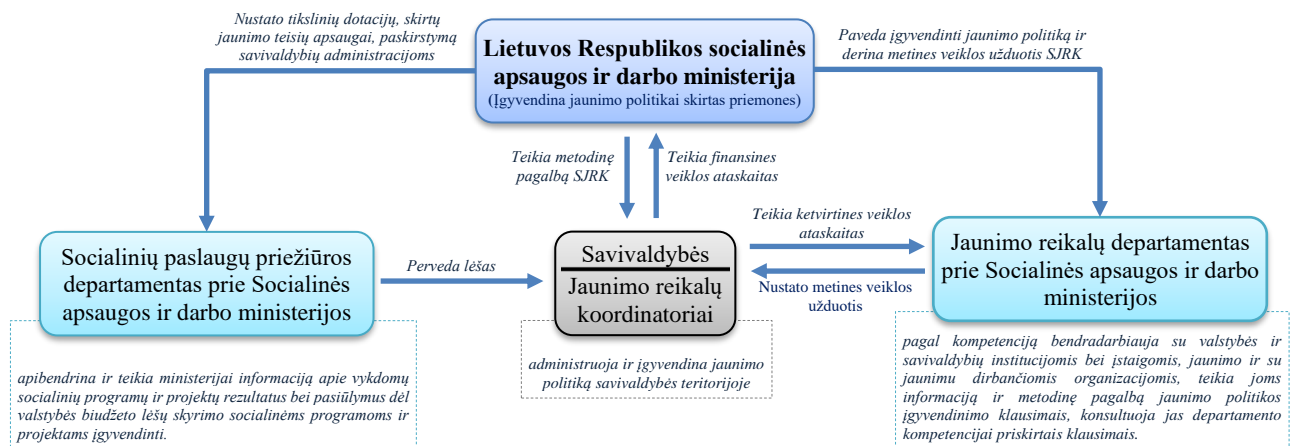 Nustato tikslinių dotacijų, skirtų
jaunimo teisių apsaugai, paskirstymą
savivaldybių administracijoms
Lietuvos Respublikos socialinės
apsaugos ir darbo ministerija
(Įgyvendina jaunimo politikai skirtas priemones)
Paveda įgyvendinti jaunimo politiką ir
derina metines veiklos užduotis SJRK
Teikia metodinę
pagalbą SJRK
Teikia finansines
veiklos ataskaitas
Socialinių paslaugų priežiūros
departamentas prie Socialinės
apsaugos ir darbo ministerijos
Perveda lėšas
Savivaldybės
Jaunimo reikalų
koordinatoriai
Teikia ketvirtines veiklos
ataskaitas
Nustato metines veiklos
užduotis
Jaunimo reikalų departamentas
prie Socialinės apsaugos ir darbo
ministerijos
apibendrina ir teikia ministerijai informaciją apie vykdomų
socialinių programų ir projektų rezultatus bei pasiūlymus dėl
valstybės biudžeto lėšų skyrimo socialinėms programoms ir
projektams įgyvendinti.
administruoja ir įgyvendina jaunimo
politiką savivaldybės teritorijoje
pagal kompetenciją bendradarbiauja su valstybės ir
savivaldybių institucijomis bei įstaigomis, jaunimo ir su
jaunimu dirbančiomis organizacijomis, teikia joms
informaciją ir metodinę pagalbą jaunimo politikos
įgyvendinimo klausimais, konsultuoja jas departamento
kompetencijai priskirtais klausimais.